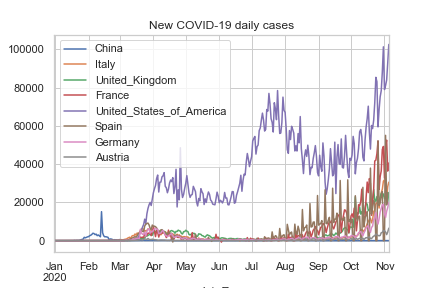 New COVID-19 daily cases
100000
80000
60000
40000
20000
0
China
Italy
United_Kingdom
France
United_States_of_America
Spain
Germany
Austria
Jan Feb Mar Apr May Jun Jul Aug Sep Oct Nov
2020